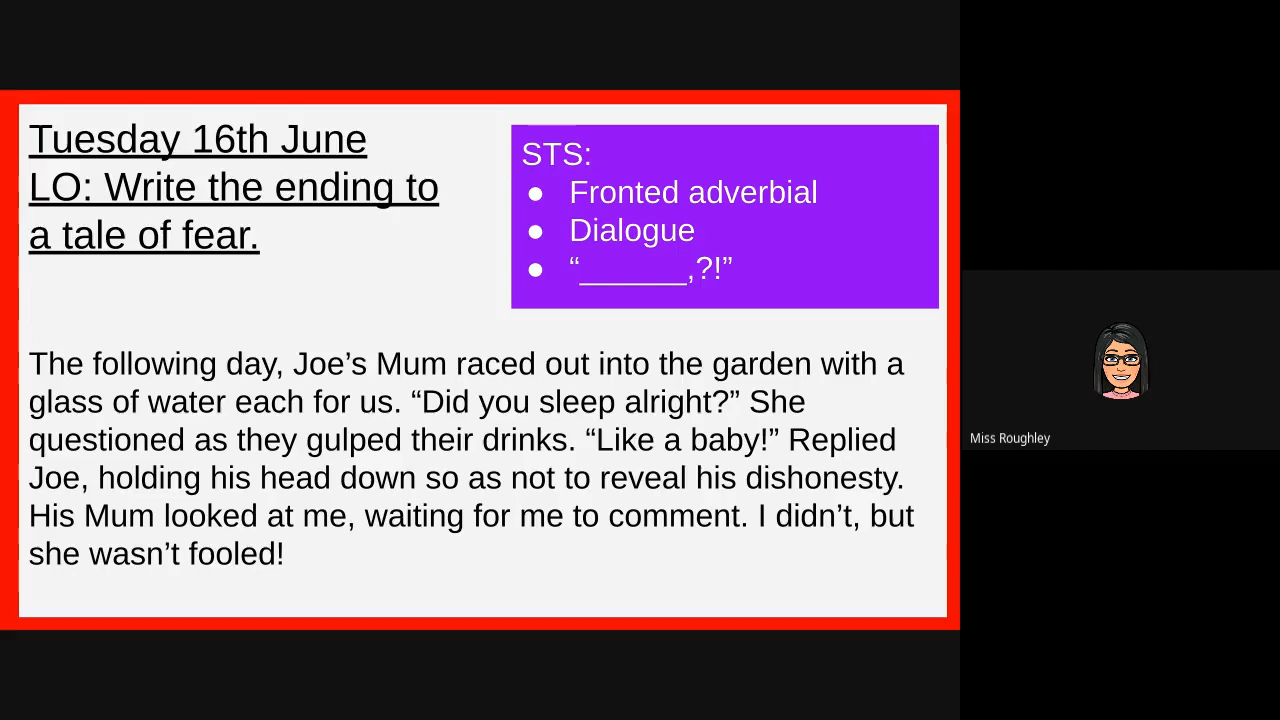 Tuesday 16th June
LO: Write the ending to
a tale of fear.
STS:
● Fronted adverbial
● Dialogue
● “______,?!”
The following day, Joe’s Mum raced out into the garden with a
glass of water each for us. “Did you sleep alright?” She
questioned as they gulped their drinks. “Like a baby!” Replied
Joe, holding his head down so as not to reveal his dishonesty.
His Mum looked at me, waiting for me to comment. I didn’t, but
she wasn’t fooled!
Miss Roughley